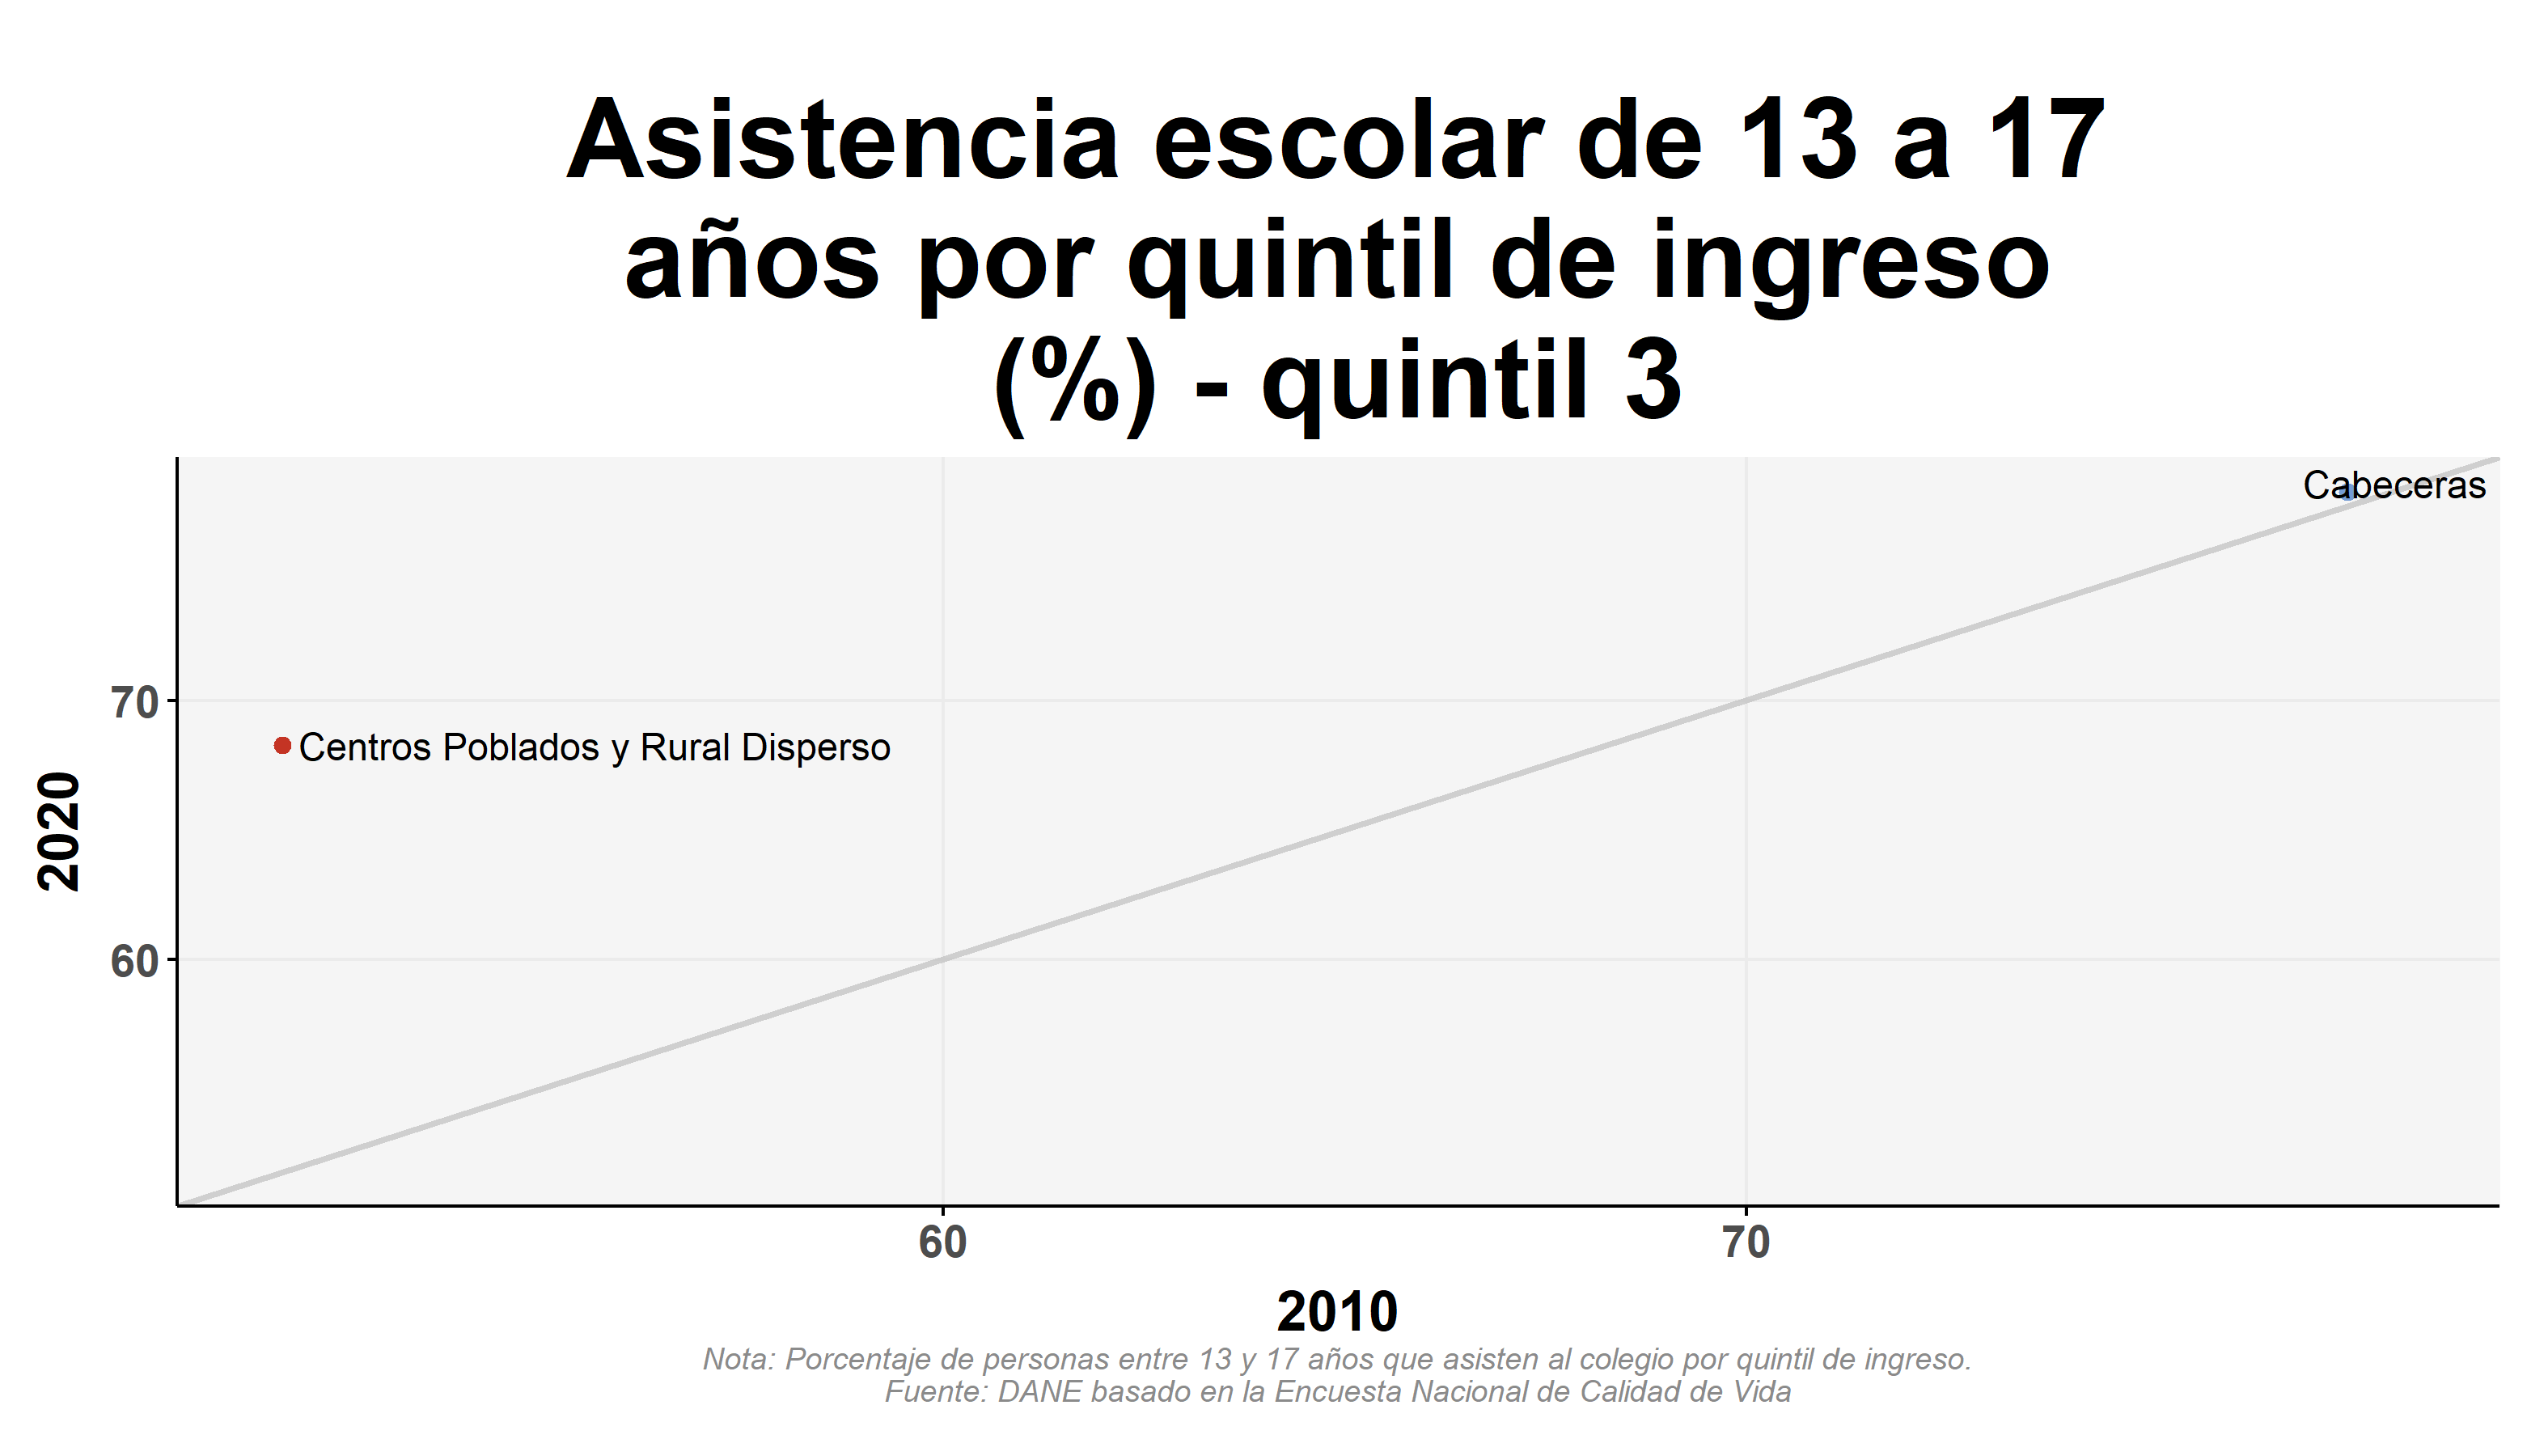 Asistencia escolar de 13 a 17
años por quintil de ingreso
(%) - quintil 3
Cabeceras
70
Centros Poblados y Rural Disperso
2020
60
60
70
2010
Nota: Porcentaje de personas entre 13 y 17 años que asisten al colegio por quintil de ingreso.
Fuente: DANE basado en la Encuesta Nacional de Calidad de Vida